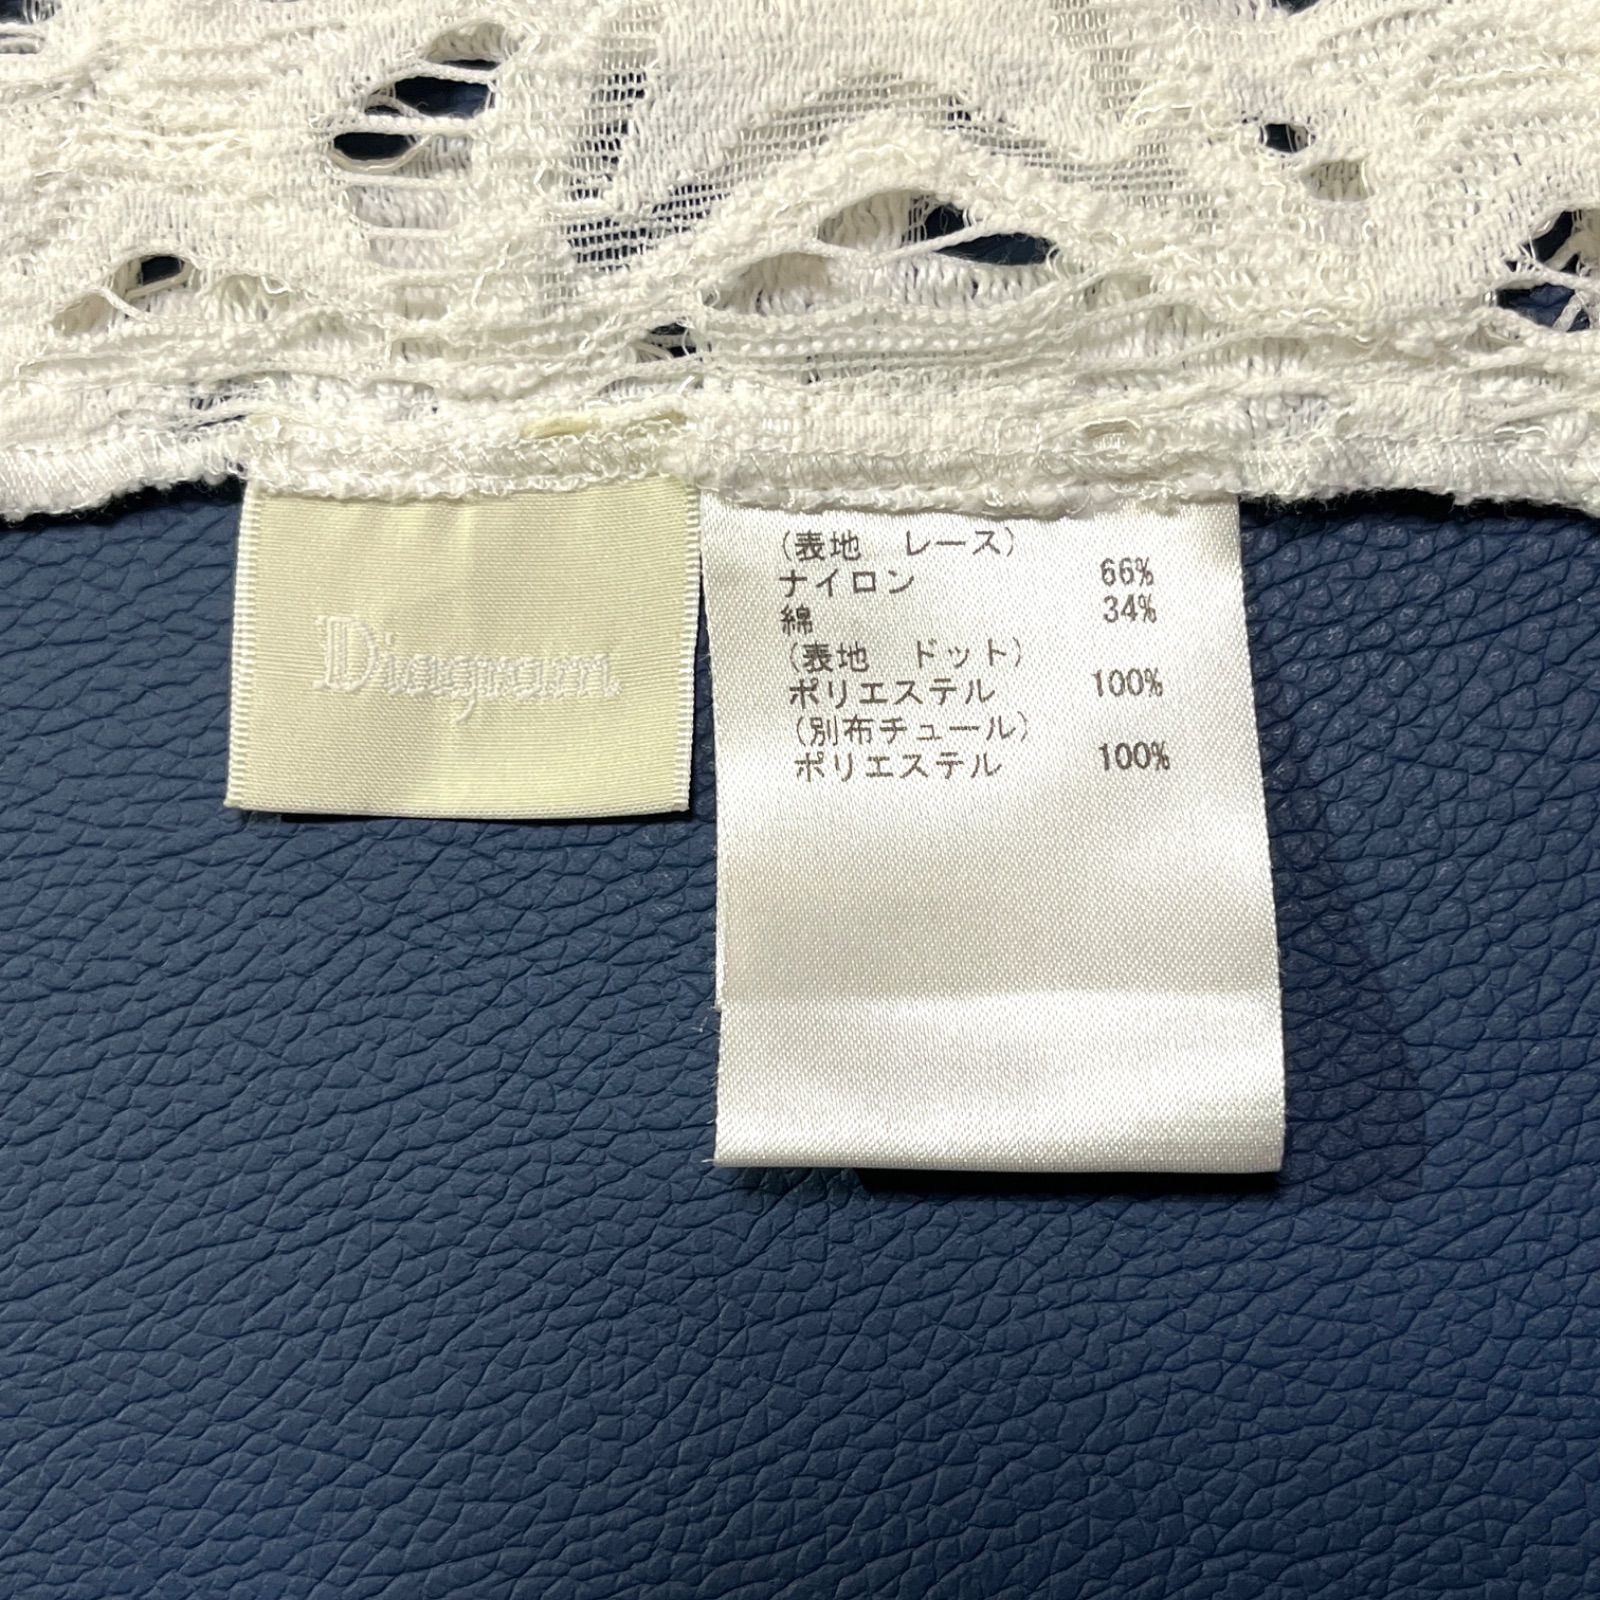 Diagram
(表地　レース)
ナイロン 66%
綿 34%
(表地　ドット)
ポリエステル 100%
(別布チュール)
ポリエステル 100%